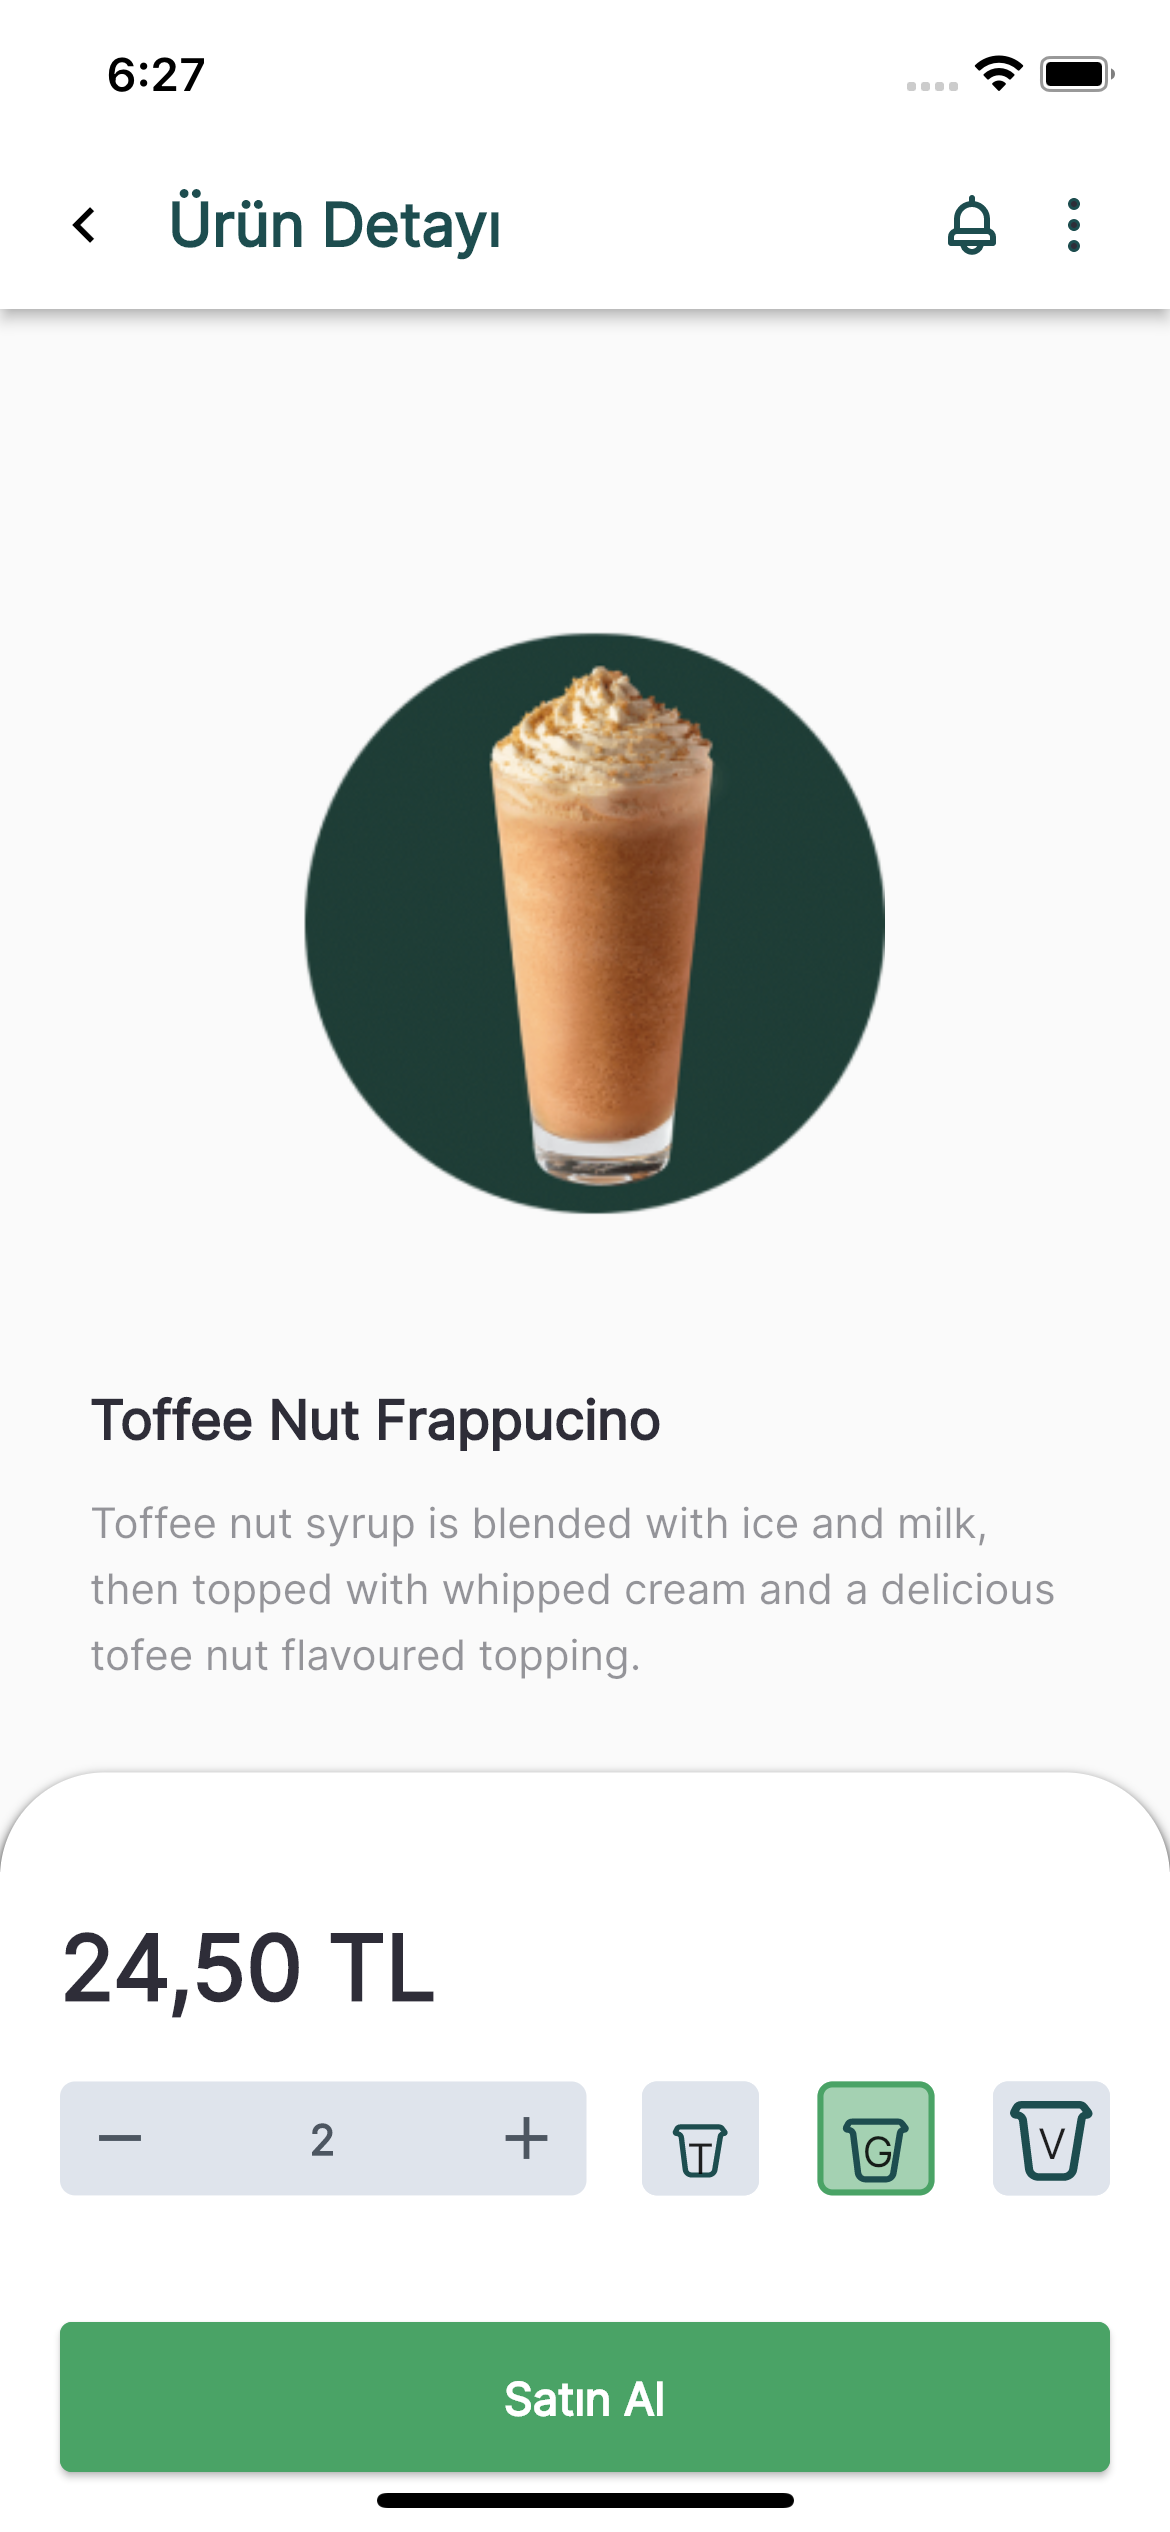 6:27
Ürün Detayı
Toffee Nut Frappucino
Toffee nut syrup is blended with ice and milk,
then topped with whipped cream and a delicious
tofee nut flavoured topping.
24,50 TL
2 T G V
Satın Al